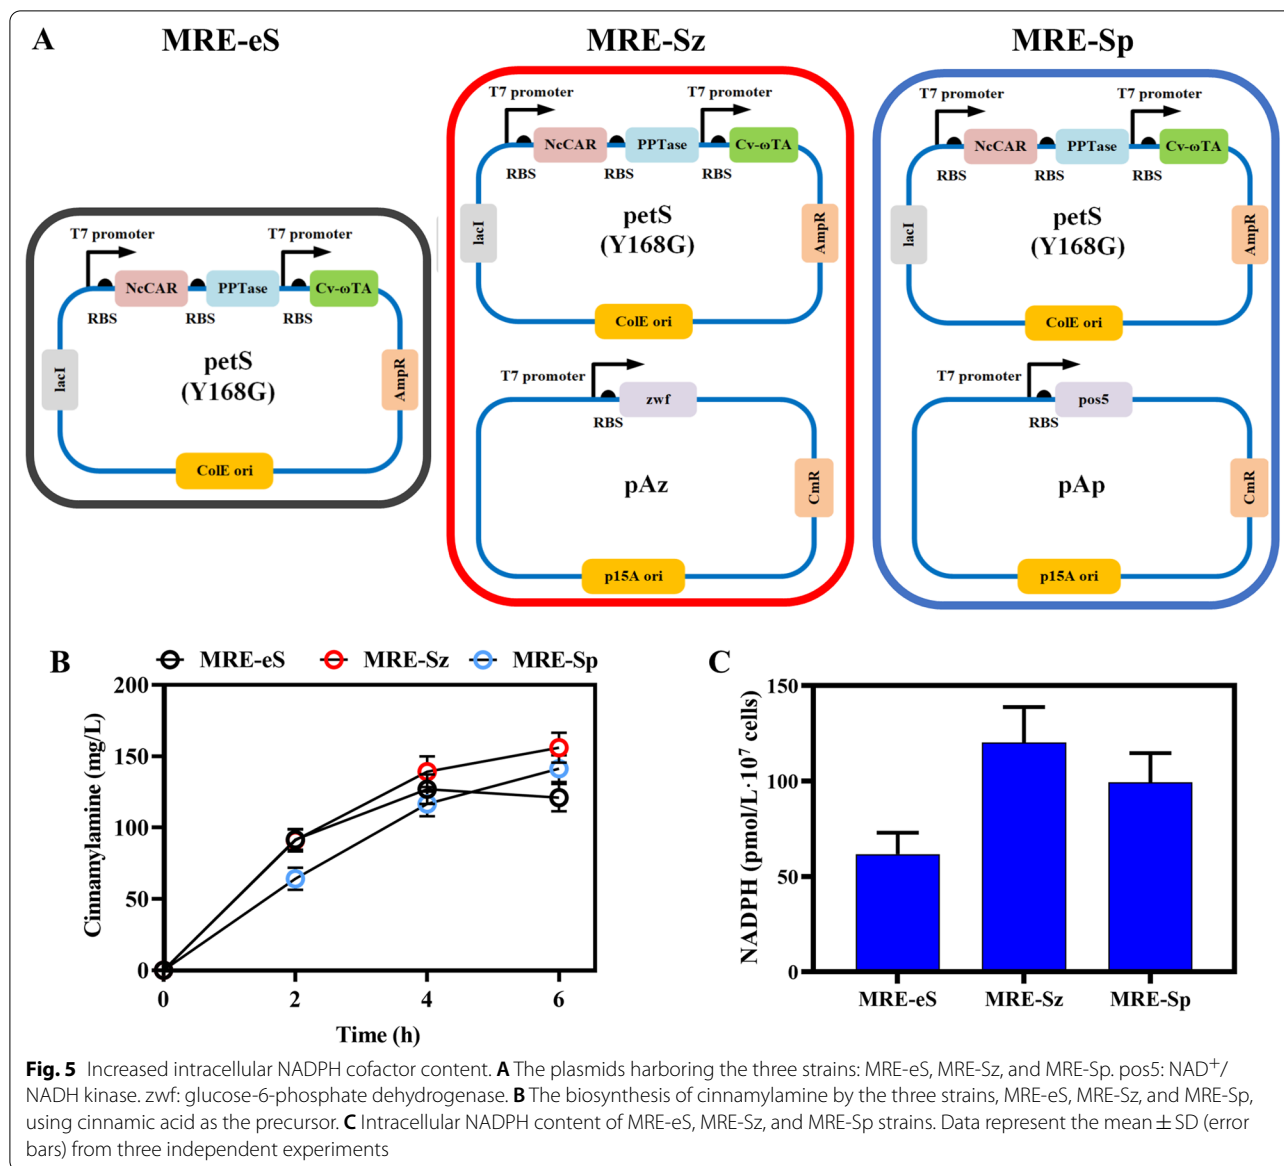 A
MRE-eS
MRE-Sz
MRE-Sp
T7 promoter
T7 promoter
NcCAR
PPTase
Cv-ωTA
RBS
RBS
RBS
lacI
petS
(Y168G)
AmpR
ColE ori
T7 promoter
T7 promoter
NcCAR
PPTase
Cv-ωTA
RBS
RBS
RBS
lacI
petS
(Y168G)
AmpR
ColE ori
T7 promoter
zwf
RBS
pAz
CmR
p15A ori
T7 promoter
T7 promoter
NcCAR
PPTase
Cv-ωTA
RBS
RBS
RBS
lacI
petS
(Y168G)
AmpR
ColE ori
T7 promoter
pos5
RBS
pAp
CmR
p15A ori
B
MRE-eS
MRE-Sz
MRE-Sp
Cinnamylamine (mg/L)
200
150
100
50
0
0
2
4
6
Time (h)
C
NADPH (pmol/L·10⁷ cells)
150
100
50
0
MRE-eS
MRE-Sz
MRE-Sp
Fig. 5 Increased intracellular NADPH cofactor content. A The plasmids harboring the three strains: MRE-eS, MRE-Sz, and MRE-Sp. pos5: NAD⁺/
NADH kinase. zwf: glucose-6-phosphate dehydrogenase. B The biosynthesis of cinnamylamine by the three strains, MRE-eS, MRE-Sz, and MRE-Sp,
using cinnamic acid as the precursor. C Intracellular NADPH content of MRE-eS, MRE-Sz, and MRE-Sp strains. Data represent the mean ± SD (error
bars) from three independent experiments